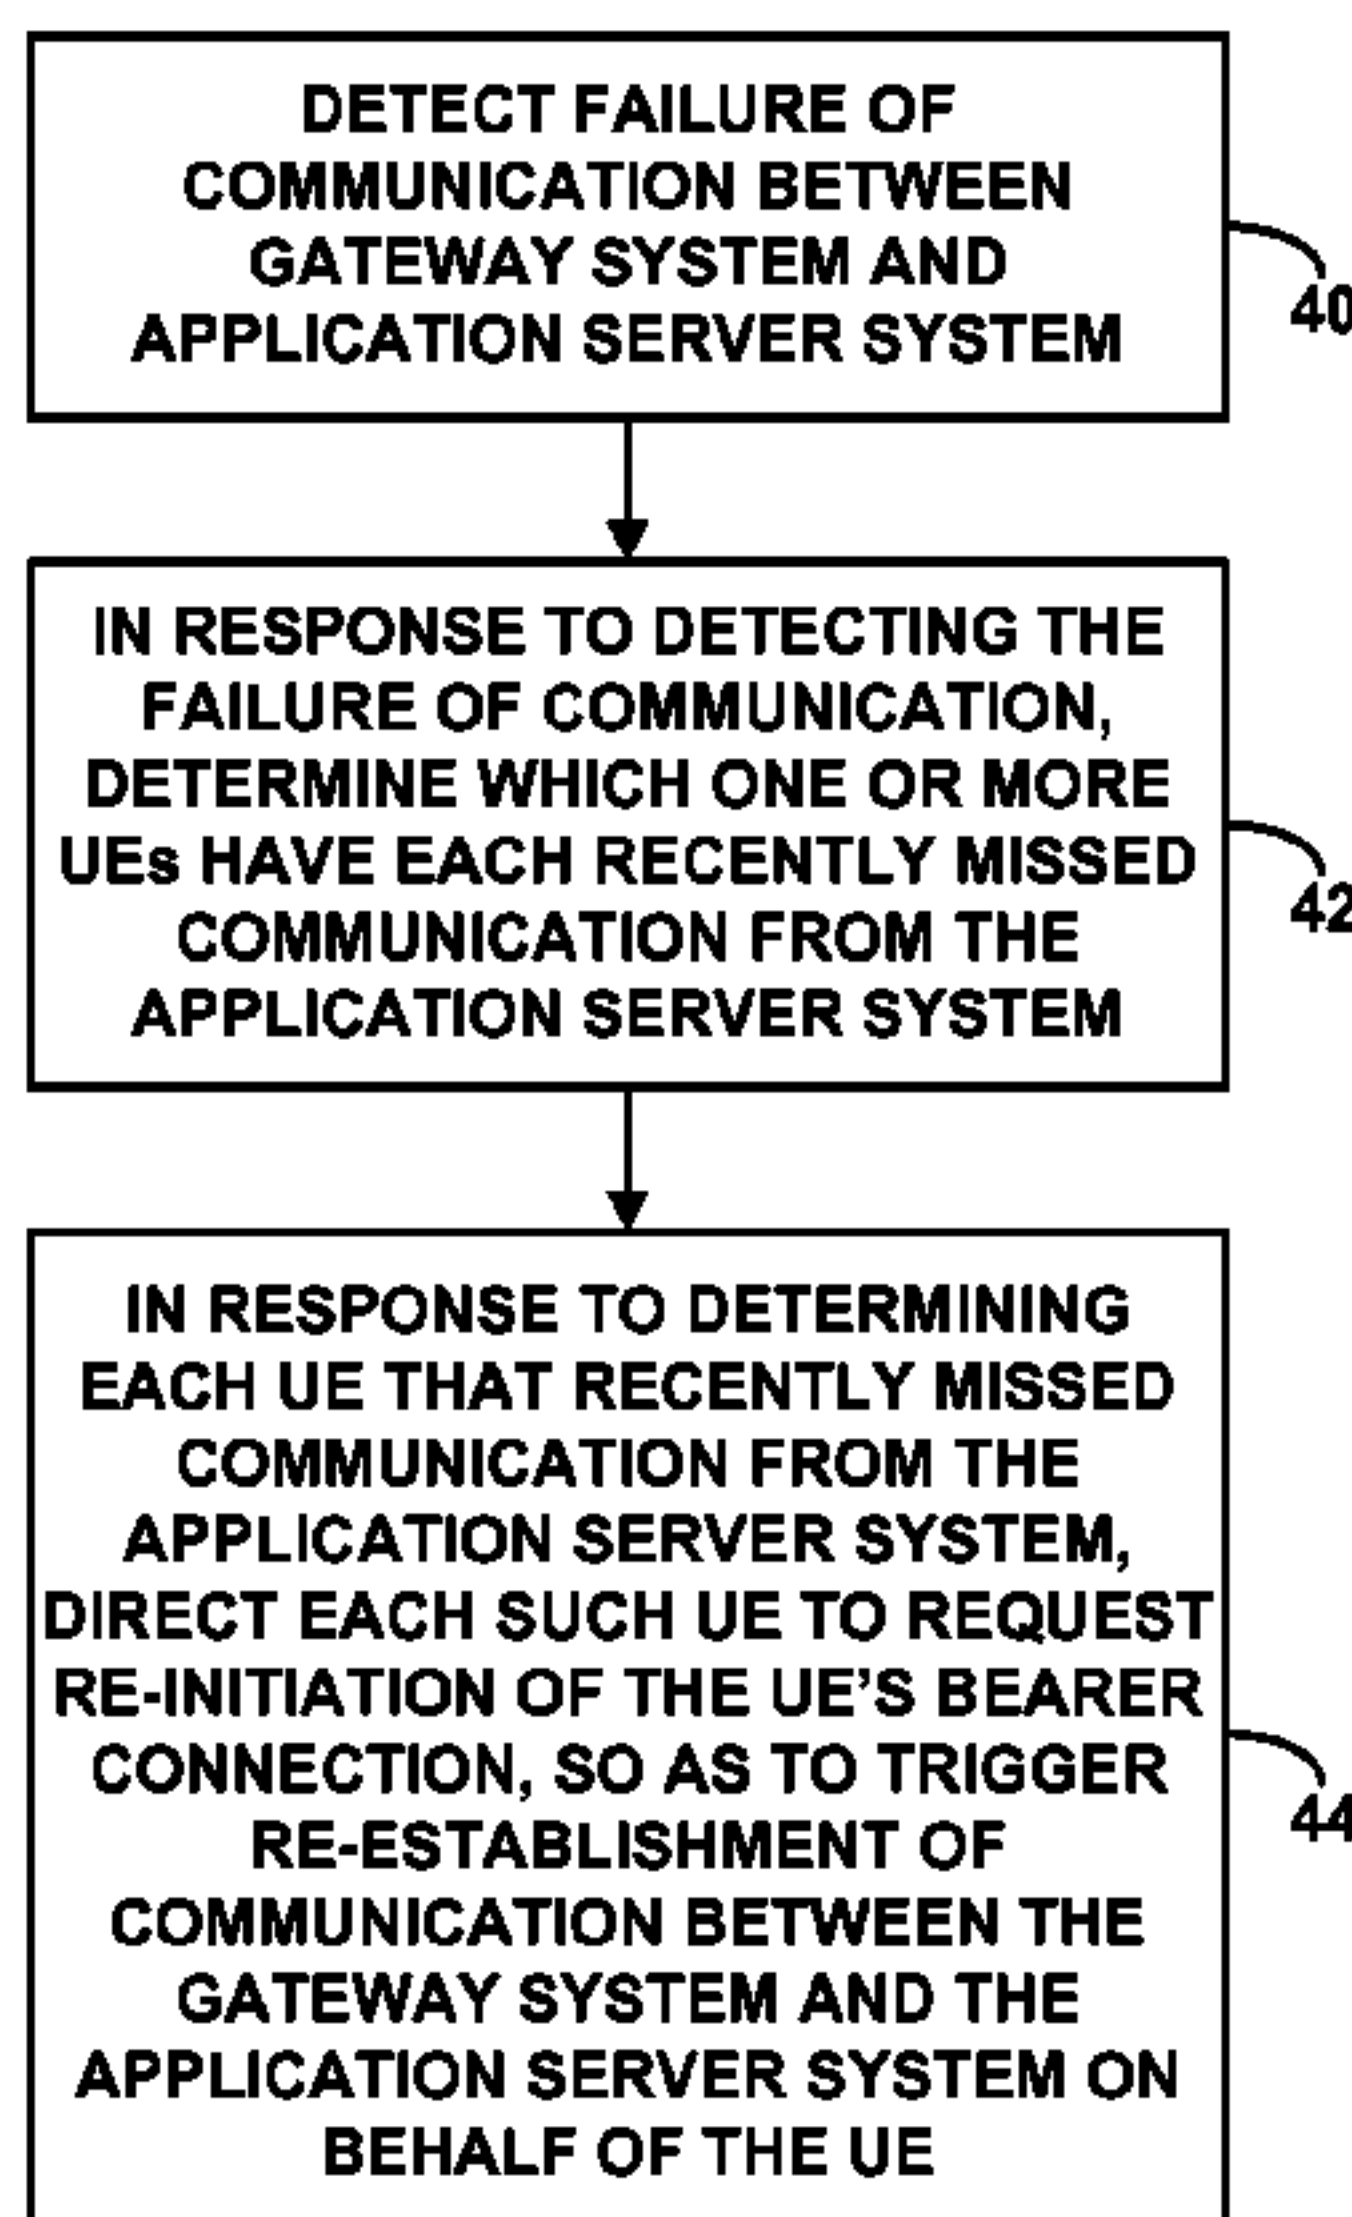 DETECT FAILURE OF
COMMUNICATION BETWEEN
GATEWAY SYSTEM AND
APPLICATION SERVER SYSTEM
40
IN RESPONSE TO DETECTING THE
FAILURE OF COMMUNICATION,
DETERMINE WHICH ONE OR MORE
UEs HAVE EACH RECENTLY MISSED
COMMUNICATION FROM THE
APPLICATION SERVER SYSTEM
42
IN RESPONSE TO DETERMINING
EACH UE THAT RECENTLY MISSED
COMMUNICATION FROM THE
APPLICATION SERVER SYSTEM,
DIRECT EACH SUCH UE TO REQUEST
RE-INITIATION OF THE UE'S BEARER
CONNECTION, SO AS TO TRIGGER
RE-ESTABLISHMENT OF
COMMUNICATION BETWEEN THE
GATEWAY SYSTEM AND THE
APPLICATION SERVER SYSTEM ON
BEHALF OF THE UE
44